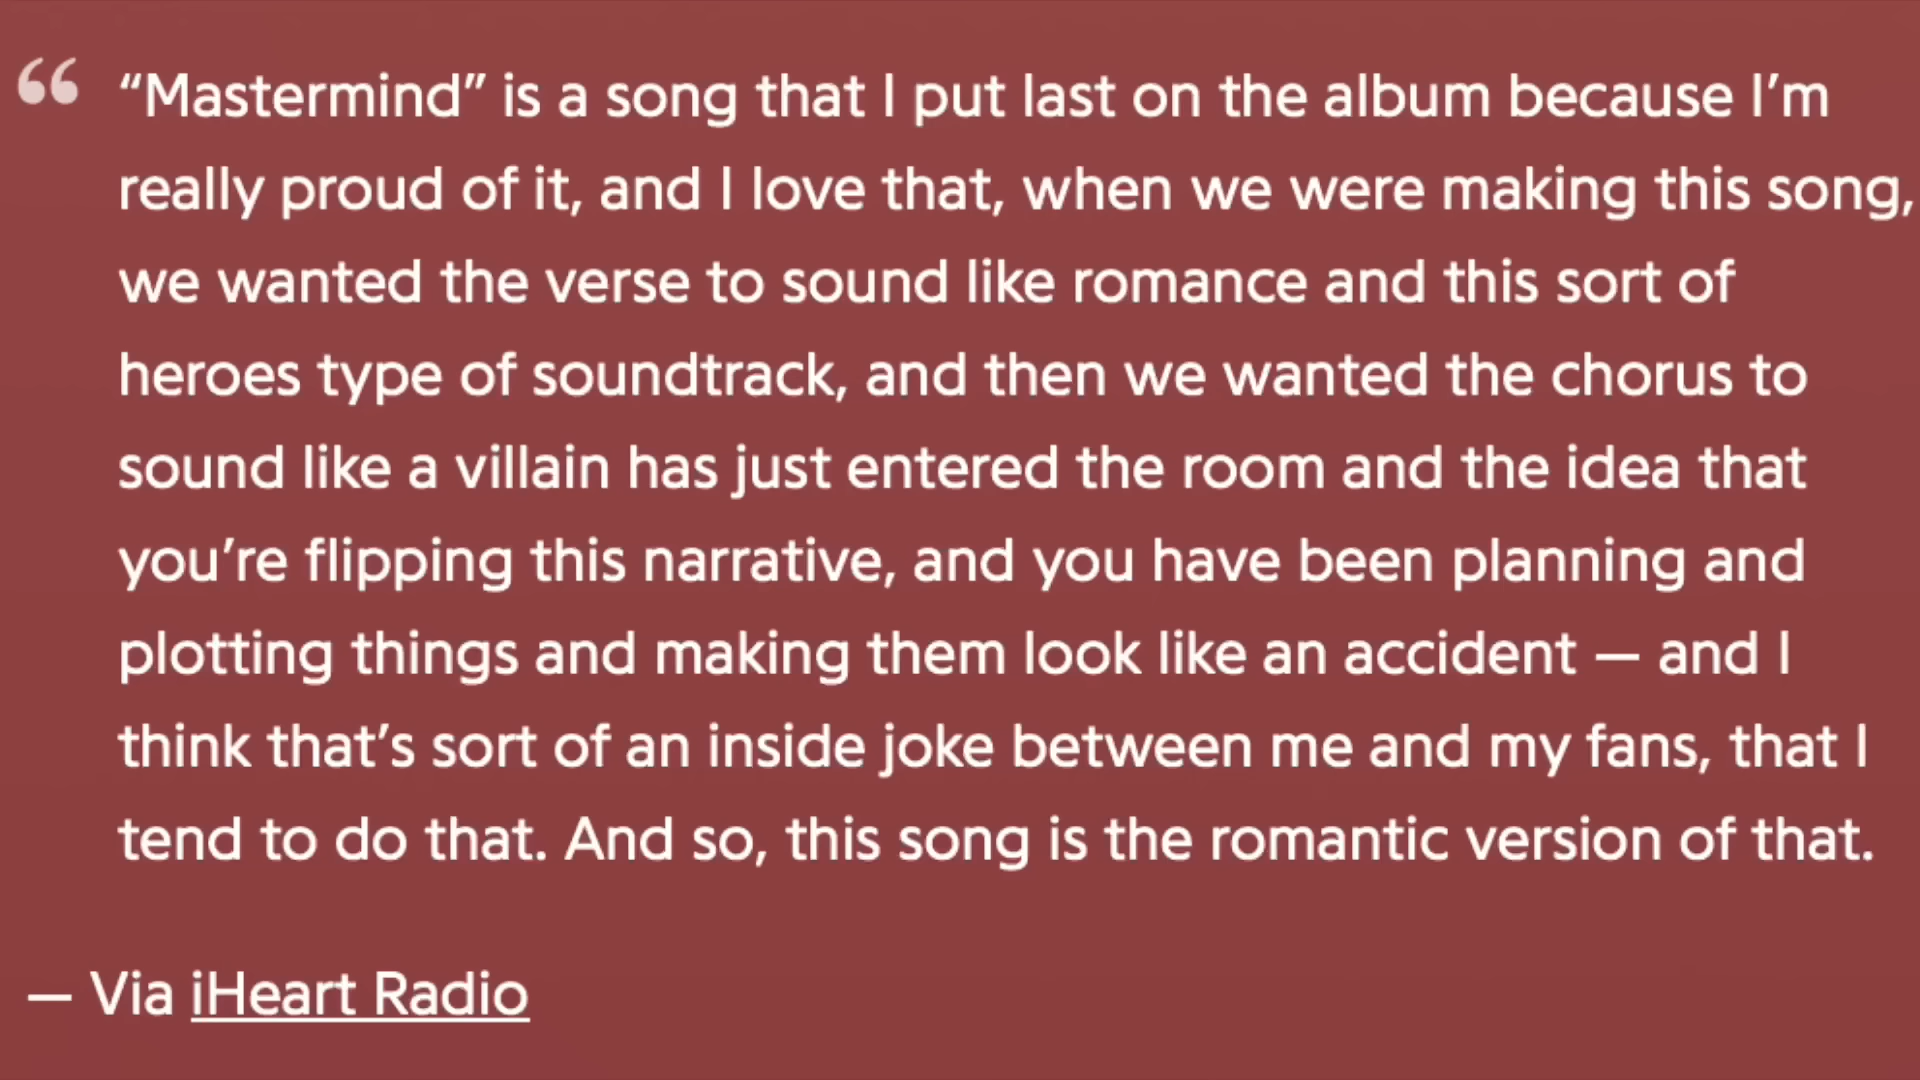 “
“Mastermind” is a song that I put last on the album because I’m
really proud of it, and I love that, when we were making this song,
we wanted the verse to sound like romance and this sort of
heroes type of soundtrack, and then we wanted the chorus to
sound like a villain has just entered the room and the idea that
you’re flipping this narrative, and you have been planning and
plotting things and making them look like an accident — and I
think that’s sort of an inside joke between me and my fans, that I
tend to do that. And so, this song is the romantic version of that.
— Via iHeart Radio